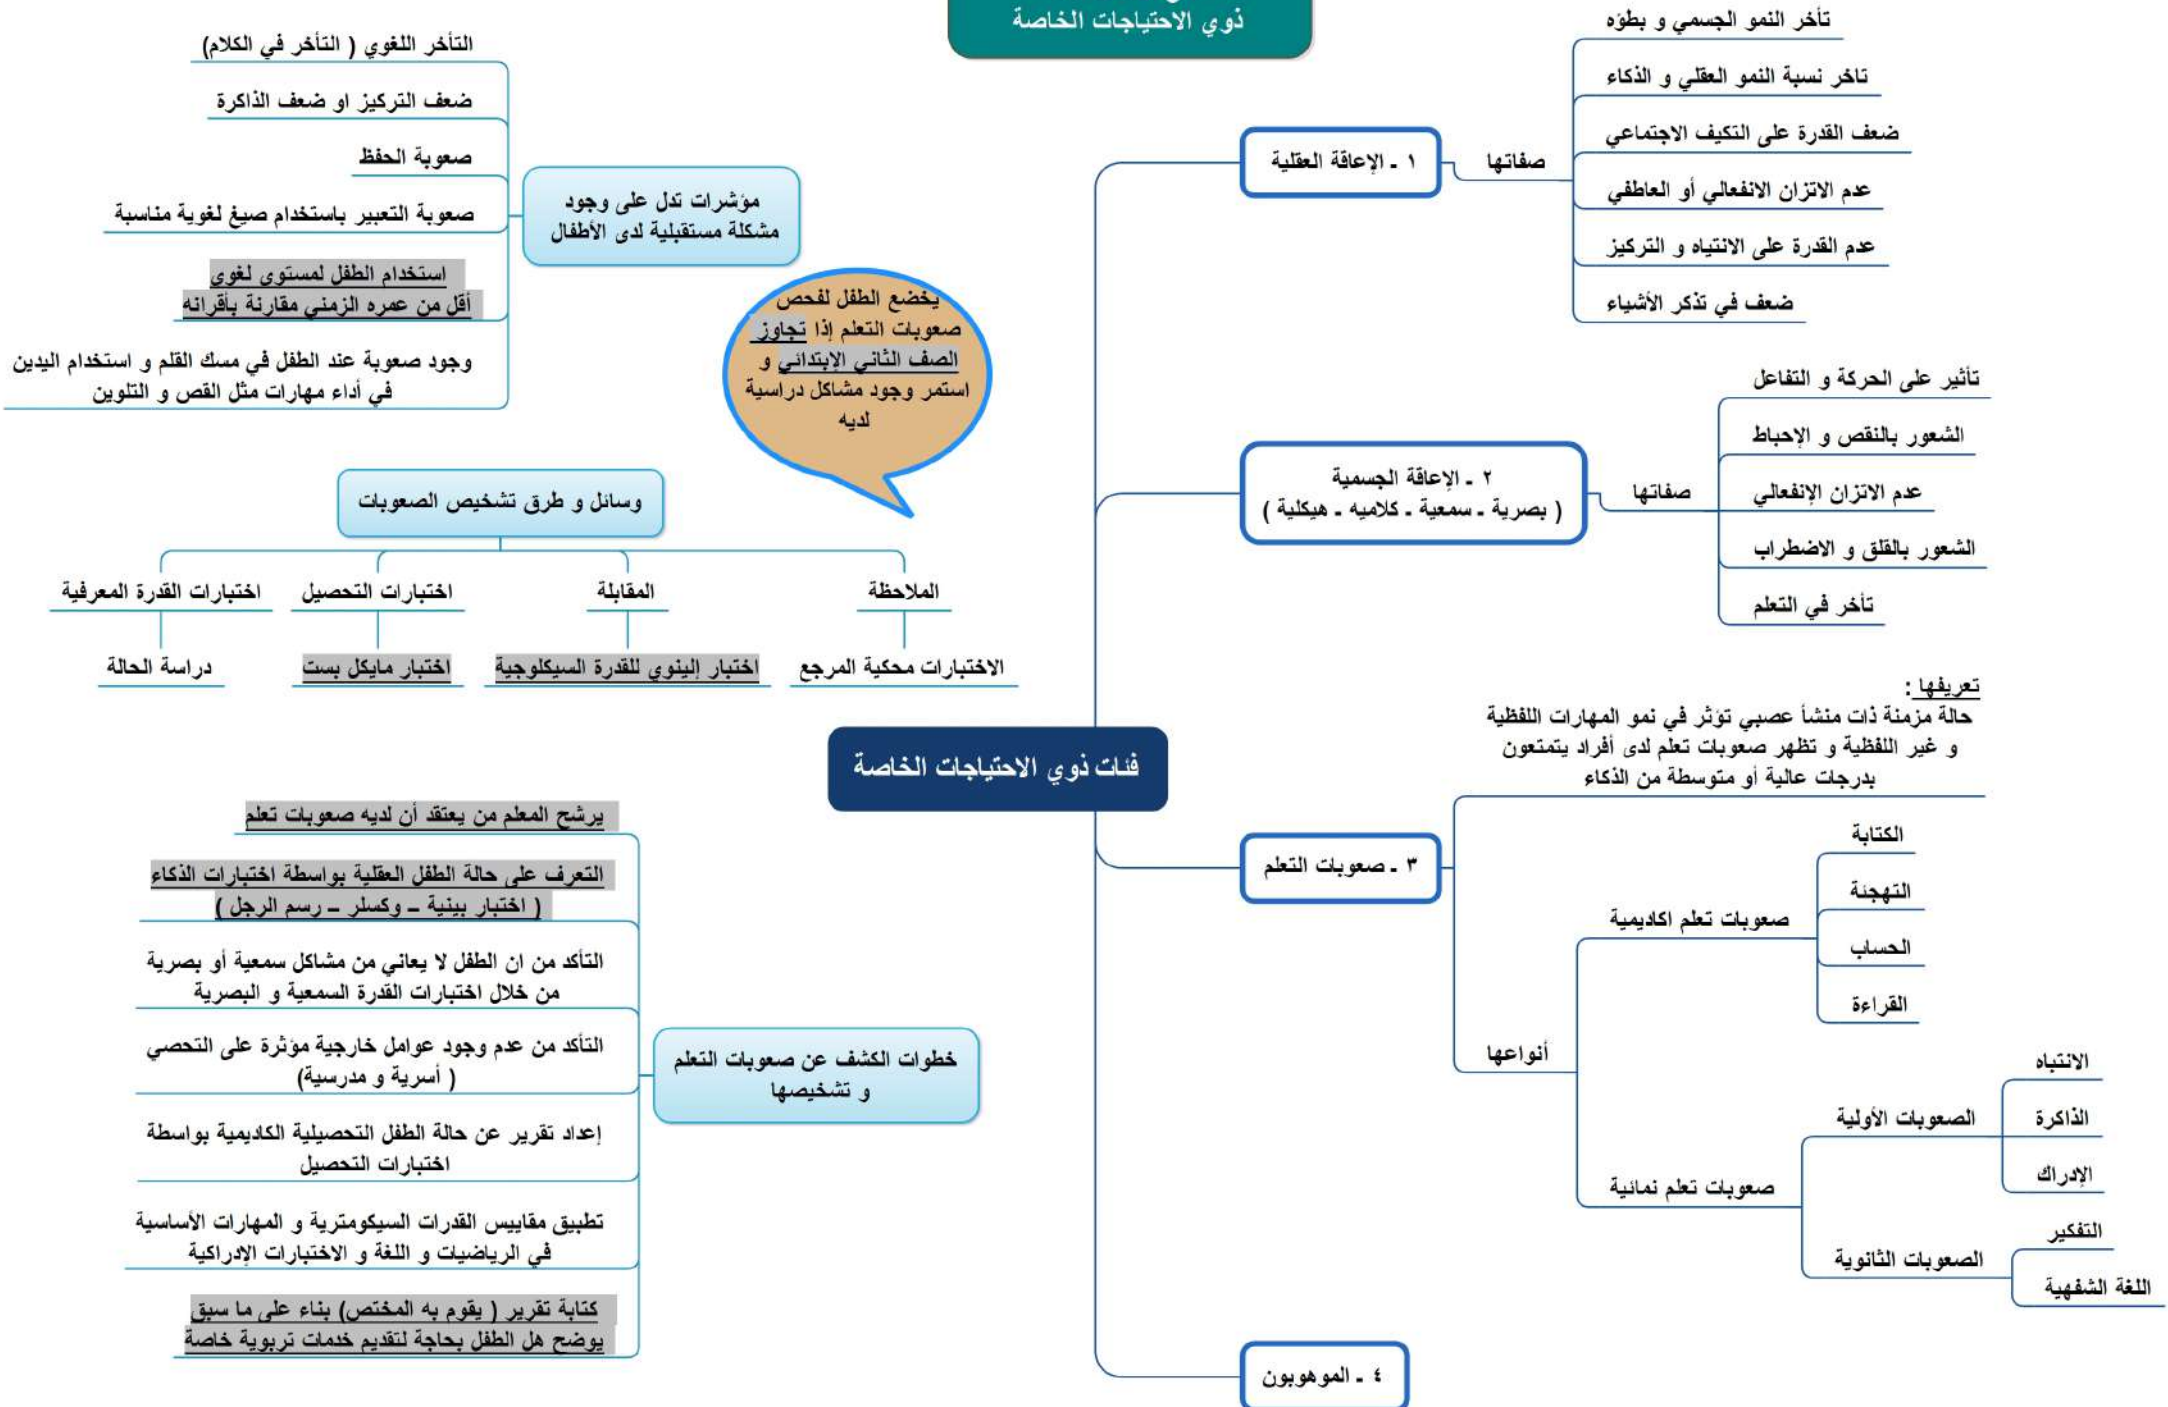 ذوي الاحتياجات الخاصة
فئات ذوي الاحتياجات الخاصة
١ ـ الإعاقة العقلية
صفاتها
تأخر النمو الجسمي و بطؤه
تاخر نسبة النمو العقلي و الذكاء
ضعف القدرة على التكيف الاجتماعي
عدم الاتزان الانفعالي أو العاطفي
عدم القدرة على الانتباه و التركيز
ضعف في تذكر الأشياء
٢ ـ الإعاقة الجسمية
( بصرية ـ سمعية ـ كلاميه ـ هيكلية )
صفاتها
تأثير على الحركة و التفاعل
الشعور بالنقص و الإحباط
عدم الاتزان الإنفعالي
الشعور بالقلق و الاضطراب
تأخر في التعلم
٣ ـ صعوبات التعلم
تعريفها :
حالة مزمنة ذات منشأ عصبي تؤثر في نمو المهارات اللفظية
و غير اللفظية و تظهر صعوبات تعلم لدى أفراد يتمتعون
بدرجات عالية أو متوسطة من الذكاء
أنواعها
صعوبات تعلم اكاديمية
الكتابة
التهجئة
الحساب
القراءة
صعوبات تعلم نمائية
الصعوبات الأولية
الانتباه
الذاكرة
الإدراك
الصعوبات الثانوية
التفكير
اللغة الشفهية
٤ ـ الموهوبون
مؤشرات تدل على وجود
مشكلة مستقبلية لدى الأطفال
التأخر اللغوي ( التأخر في الكلام)
ضعف التركيز او ضعف الذاكرة
صعوبة الحفظ
صعوبة التعبير باستخدام صيغ لغوية مناسبة
استخدام الطفل لمستوى لغوي
أقل من عمره الزمني مقارنة بأقرانه
وجود صعوبة عند الطفل في مسك القلم و استخدام اليدين
في أداء مهارات مثل القص و التلوين
يخضع الطفل لفحص
صعوبات التعلم إذا تجاوز
الصف الثاني الإبتدائي و
استمر وجود مشاكل دراسية
لديه
وسائل و طرق تشخيص الصعوبات
الملاحظة
المقابلة
اختبارات التحصيل
اختبارات القدرة المعرفية
الاختبارات محكية المرجع
اختبار إلينوي للقدرة السيكلوجية
اختبار مايكل بست
دراسة الحالة
خطوات الكشف عن صعوبات التعلم
و تشخيصها
يرشح المعلم من يعتقد أن لديه صعوبات تعلم
التعرف على حالة الطفل العقلية بواسطة اختبارات الذكاء
( اختبار بينية – وكسلر – رسم الرجل )
التأكد من ان الطفل لا يعاني من مشاكل سمعية أو بصرية
من خلال اختبارات القدرة السمعية و البصرية
التأكد من عدم وجود عوامل خارجية مؤثرة على التحصي
( أسرية و مدرسية)
إعداد تقرير عن حالة الطفل التحصيلية الكاديمية بواسطة
اختبارات التحصيل
تطبيق مقاييس القدرات السيكومترية و المهارات الأساسية
في الرياضيات و اللغة و الاختبارات الإدراكية
كتابة تقرير ( يقوم به المختص) بناء على ما سبق
يوضح هل الطفل بحاجة لتقديم خدمات تربوية خاصة